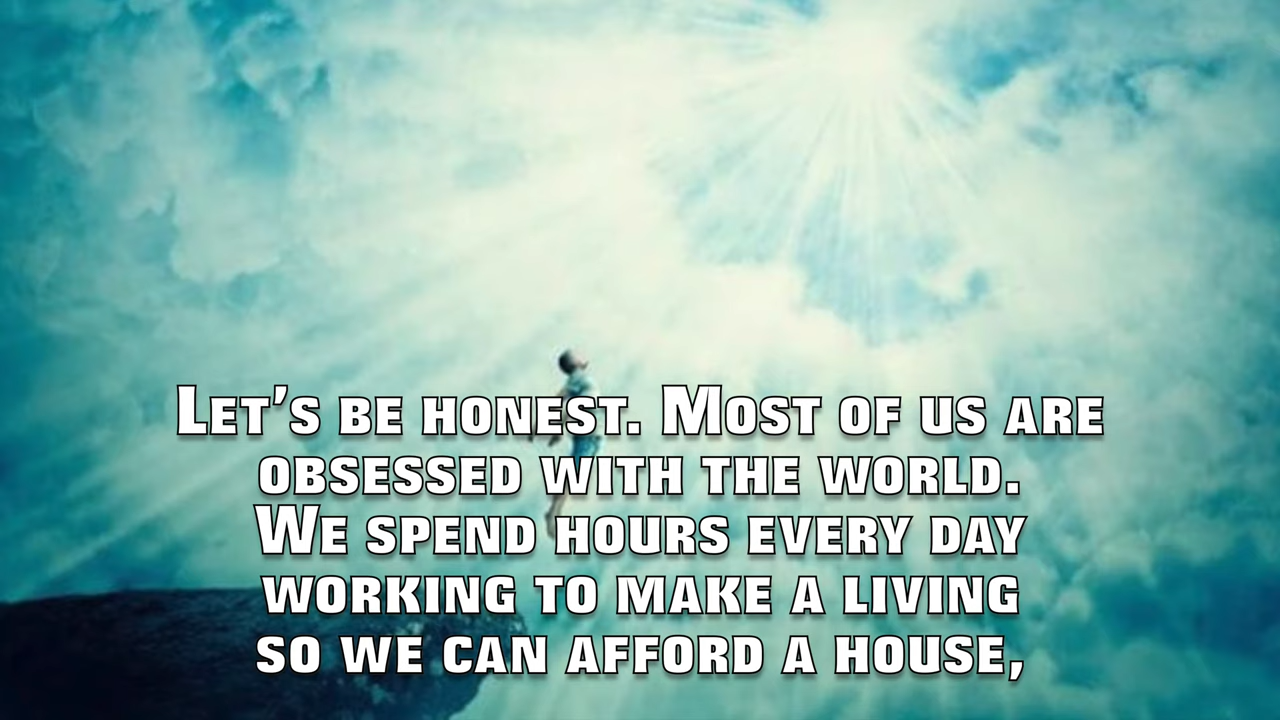 Let's be honest. Most of us are
obsessed with the world.
We spend hours every day
working to make a living
so we can afford a house,